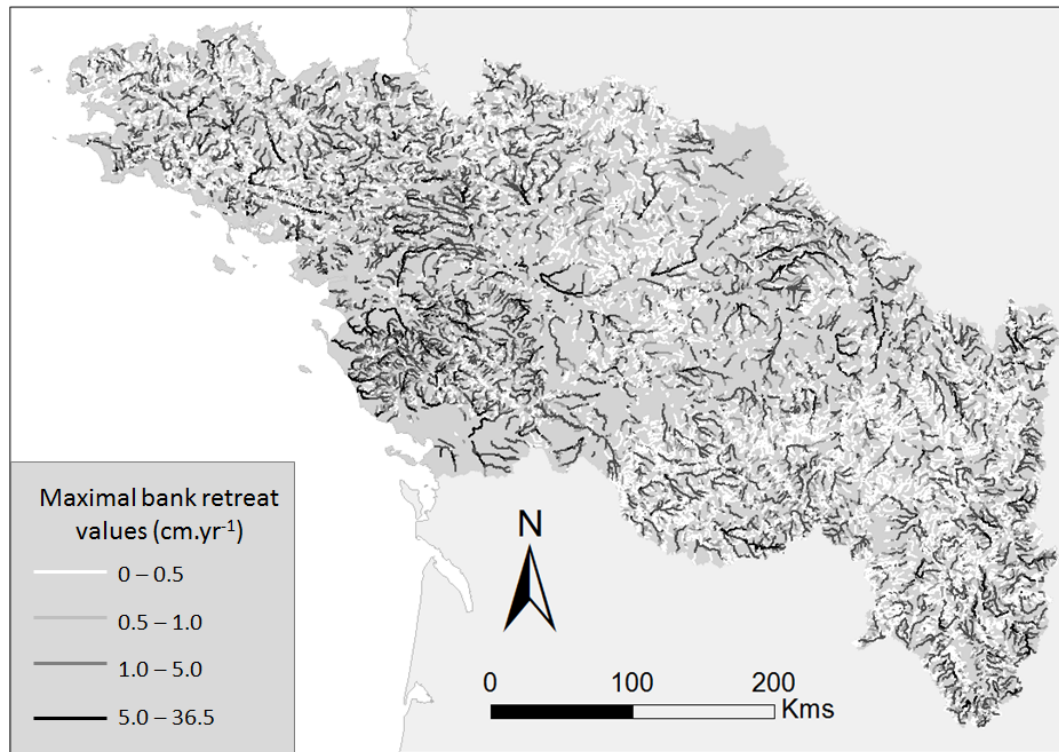 Maximal bank retreat
values (cm.yr-1)
0 – 0.5
0.5 – 1.0
1.0 – 5.0
5.0 – 36.5
N
0 100 200
Kms